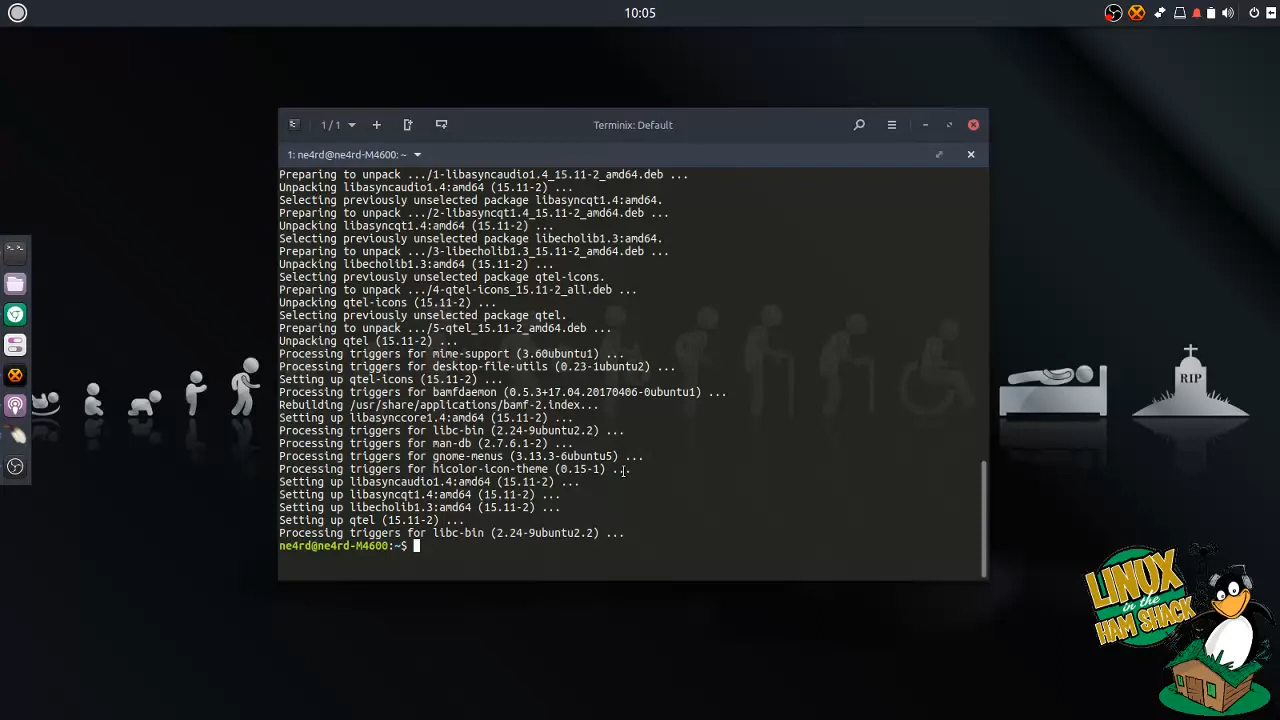 10:05
1 / 1
Terminix: Default
1: ne4rd@ne4rd-M4600: ~
Preparing to unpack .../1-libasyncaudio1.4_15.11-2_amd64.deb ...
Unpacking libasyncaudio1.4:amd64 (15.11-2) ...
Selecting previously unselected package libasyncqt1.4:amd64.
Preparing to unpack .../2-libasyncqt1.4_15.11-2_amd64.deb ...
Unpacking libasyncqt1.4:amd64 (15.11-2) ...
Selecting previously unselected package libecholib1.3:amd64.
Preparing to unpack .../3-libecholib1.3_15.11-2_amd64.deb ...
Unpacking libecholib1.3:amd64 (15.11-2) ...
Selecting previously unselected package qtel-icons.
Preparing to unpack .../4-qtel-icons_15.11-2_all.deb ...
Unpacking qtel-icons (15.11-2) ...
Selecting previously unselected package qtel.
Preparing to unpack .../5-qtel_15.11-2_amd64.deb ...
Unpacking qtel (15.11-2) ...
Processing triggers for mime-support (3.60ubuntu1) ...
Processing triggers for desktop-file-utils (0.23-1ubuntu2) ...
Setting up qtel-icons (15.11-2) ...
Processing triggers for bamfdaemon (0.5.3+17.04.20170406-0ubuntu1) ...
Rebuilding /usr/share/applications/bamf-2.index...
Setting up libasynccore1.4:amd64 (15.11-2) ...
Processing triggers for libc-bin (2.24-9ubuntu2.2) ...
Processing triggers for man-db (2.7.6.1-2) ...
Processing triggers for gnome-menus (3.13.3-6ubuntu5) ...
Processing triggers for hicolor-icon-theme (0.15-1) ...
Setting up libasyncaudio1.4:amd64 (15.11-2) ...
Setting up libasyncqt1.4:amd64 (15.11-2) ...
Setting up libecholib1.3:amd64 (15.11-2) ...
Setting up qtel (15.11-2) ...
Processing triggers for libc-bin (2.24-9ubuntu2.2) ...
ne4rd@ne4rd-M4600:~$
RIP
LINUX
in the
HAM SHACK